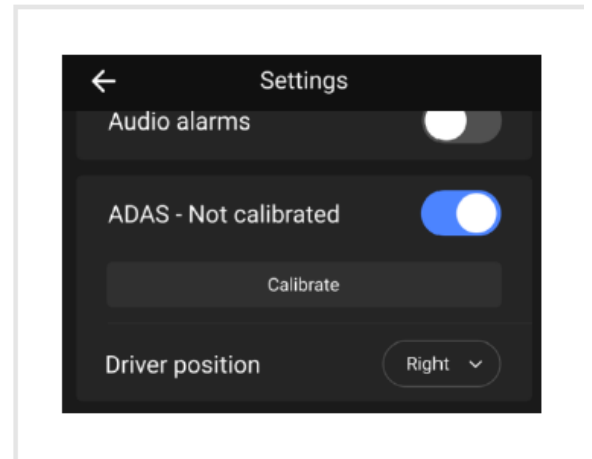 Settings
Audio alarms
ADAS - Not calibrated
Calibrate
Driver position
Right